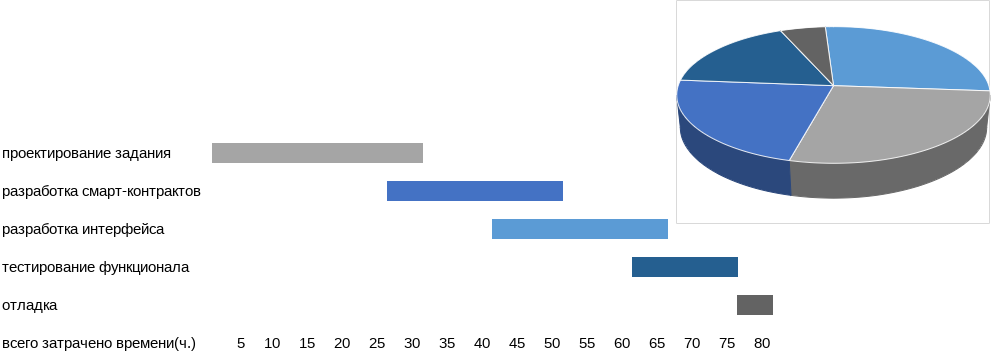 проектирование задания
разработка смарт-контрактов
разработка интерфейса
тестирование функционала
отладка
всего затрачено времени(ч.) 5 10 15 20 25 30 35 40 45 50 55 60 65 70 75 80